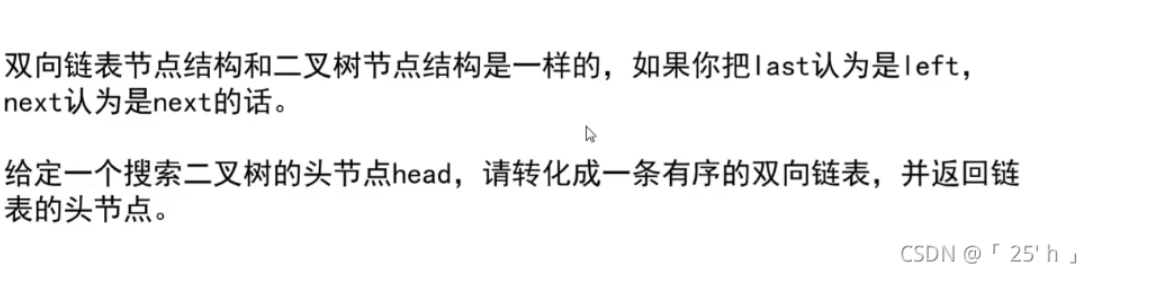 双向链表节点结构和二叉树节点结构是一样的，如果你把last认为是left，
next认为是next的话。
给定一个搜索二叉树的头节点head，请转化成一条有序的双向链表，并返回链
表的头节点。
CSDN @「 25' h 」